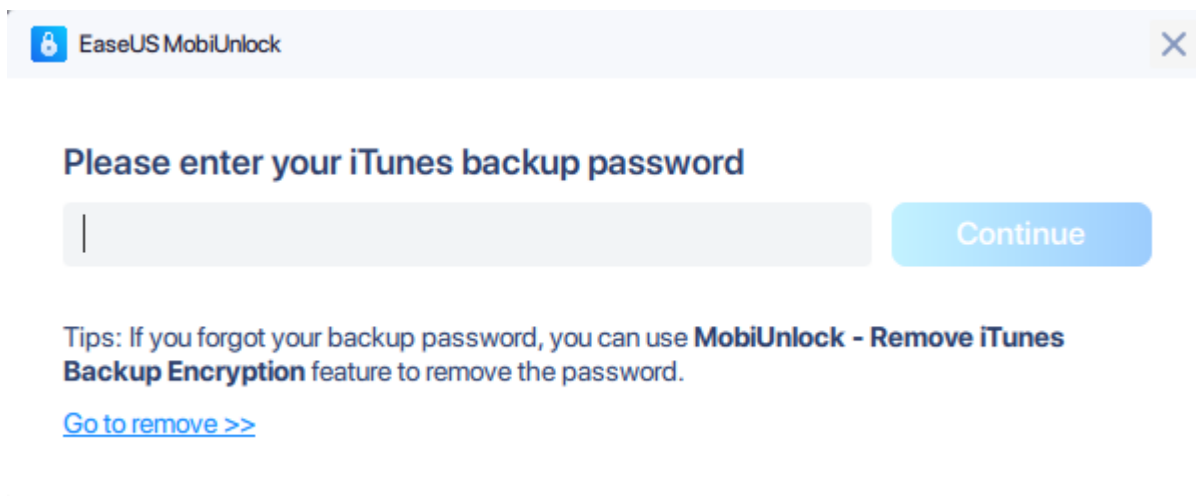 EaseUS MobiUnlock
Please enter your iTunes backup password
Continue
Tips: If you forgot your backup password, you can use MobiUnlock - Remove iTunes
Backup Encryption feature to remove the password.
Go to remove >>